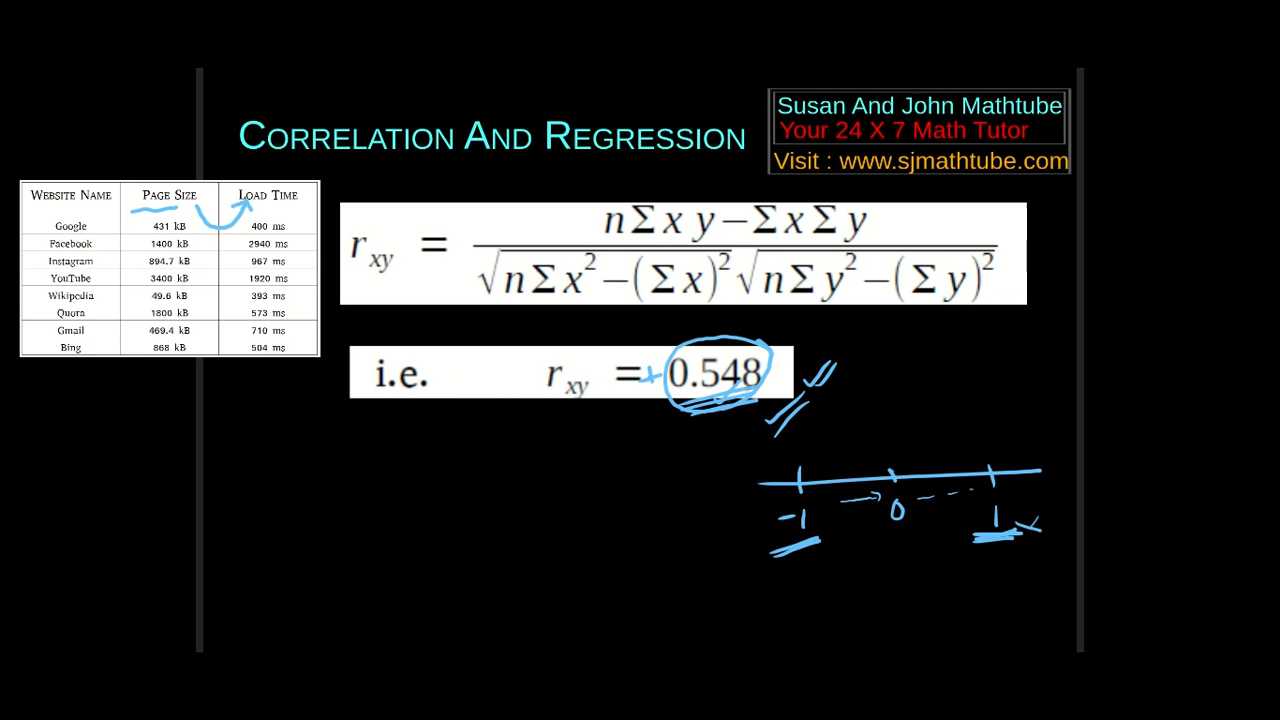 Susan And John Mathtube
Your 24 X 7 Math Tutor
Visit : www.sjmathtube.com
CORRELATION AND REGRESSION
WEBSITE NAME PAGE SIZE LOAD TIME
Google 431 kB 400 ms
Facebook 1400 kB 2940 ms
Instagram 894.7 kB 967 ms
YouTube 3400 kB 1920 ms
Wikipedia 49.6 kB 393 ms
Quora 1800 kB 573 ms
Gmail 469.4 kB 710 ms
Bing 868 kB 504 ms
r_xy = (nΣxy−ΣxΣy) / (√(nΣx²−(Σx)²) √(nΣy²−(Σy)²))
i.e. r_xy = + 0.548
-1 0 1